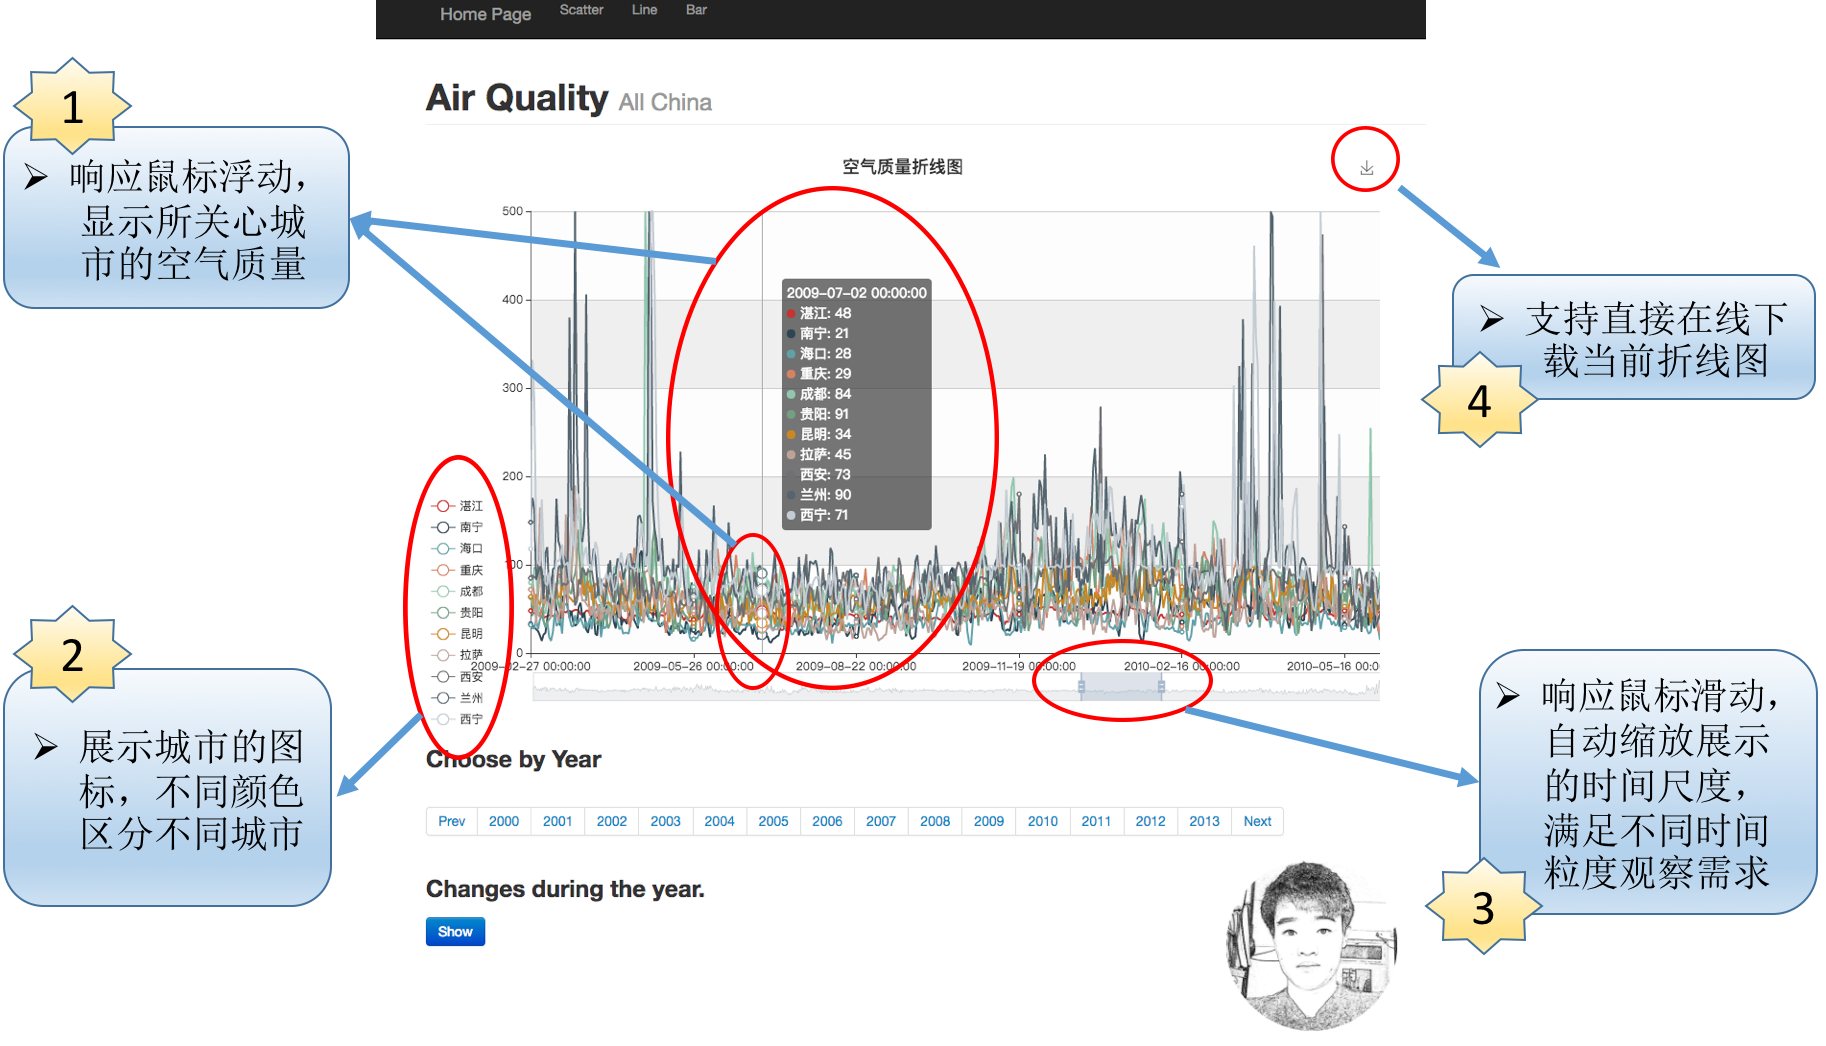 Home Page
Scatter
Line
Bar
Air Quality All China
1
响应鼠标浮动，
显示所关心城
市的空气质量
空气质量折线图
500
400
300
200
100
0
2009-07-02 00:00:00
湛江: 48
南宁: 21
海口: 28
重庆: 29
成都: 84
贵阳: 91
昆明: 34
拉萨: 45
西安: 73
兰州: 90
西宁: 71
支持直接在线下
载当前折线图
4
湛江
南宁
海口
重庆
成都
贵阳
昆明
拉萨
西安
兰州
西宁
2009-02-27 00:00:00
2009-05-26 00:00:00
2009-08-22 00:00:00
2009-11-19 00:00:00
2010-02-16 00:00:00
2010-05-16 00:0
2
展示城市的图
标，不同颜色
区分不同城市
响应鼠标滑动，
自动缩放展示
的时间尺度，
满足不同时间
粒度观察需求
3
Choose by Year
Prev
2000
2001
2002
2003
2004
2005
2006
2007
2008
2009
2010
2011
2012
2013
Next
Changes during the year.
Show